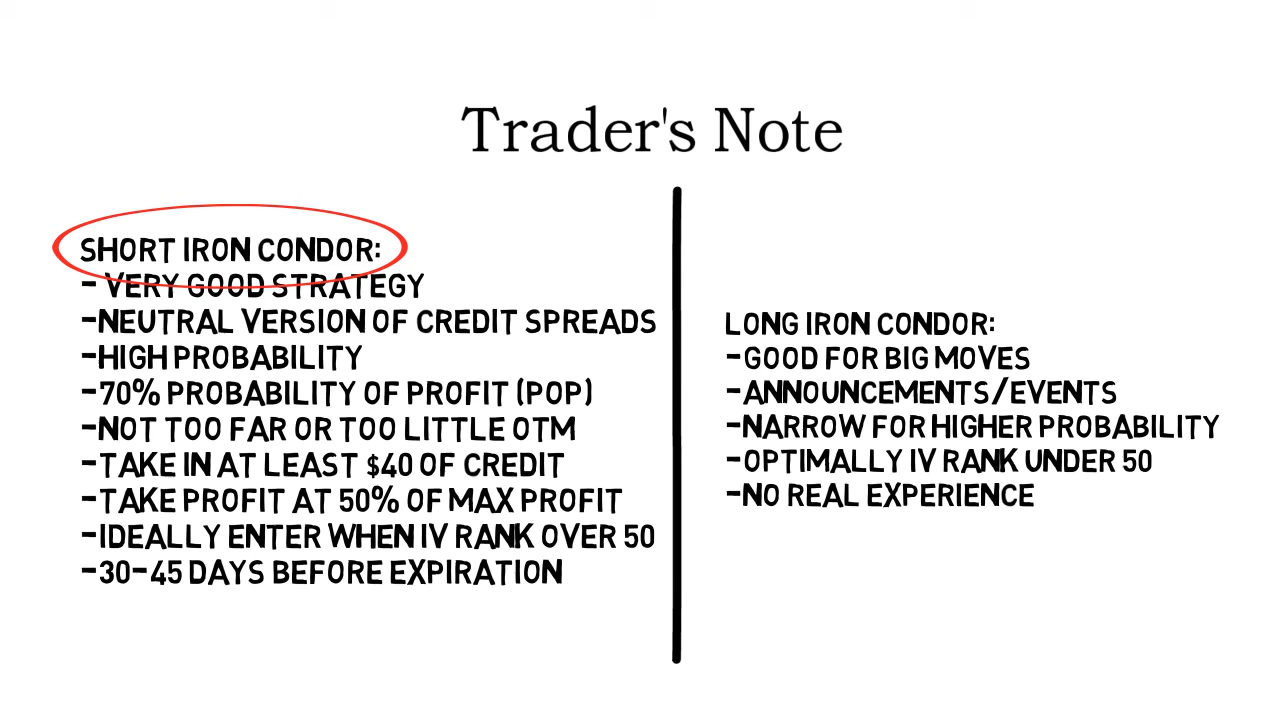 Trader's Note
SHORT IRON CONDOR:
- VERY GOOD STRATEGY
-NEUTRAL VERSION OF CREDIT SPREADS
-HIGH PROBABILITY
-70% PROBABILITY OF PROFIT (POP)
-NOT TOO FAR OR TOO LITTLE OTM
-TAKE IN AT LEAST $40 OF CREDIT
-TAKE PROFIT AT 50% OF MAX PROFIT
-IDEALLY ENTER WHEN IV RANK OVER 50
-30-45 DAYS BEFORE EXPIRATION
LONG IRON CONDOR:
-GOOD FOR BIG MOVES
-ANNOUNCEMENTS/EVENTS
-NARROW FOR HIGHER PROBABILITY
-OPTIMALLY IV RANK UNDER 50
-NO REAL EXPERIENCE